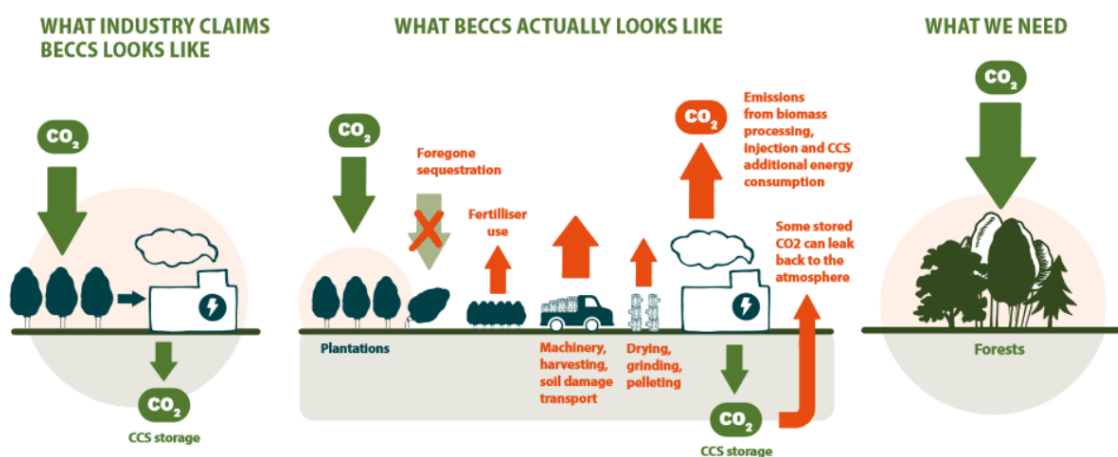 WHAT INDUSTRY CLAIMS
BECCS LOOKS LIKE
CO₂
CO₂
CCS storage
WHAT BECCS ACTUALLY LOOKS LIKE
CO₂
Foregone
sequestration
Fertiliser
use
CO₂
Emissions
from biomass
processing,
injection and CCS
additional energy
consumption
Some stored
CO2 can leak
back to the
atmosphere
Plantations
Machinery,
harvesting,
soil damage
transport
Drying,
grinding,
pelleting
CO₂
CCS storage
WHAT WE NEED
CO₂
Forests